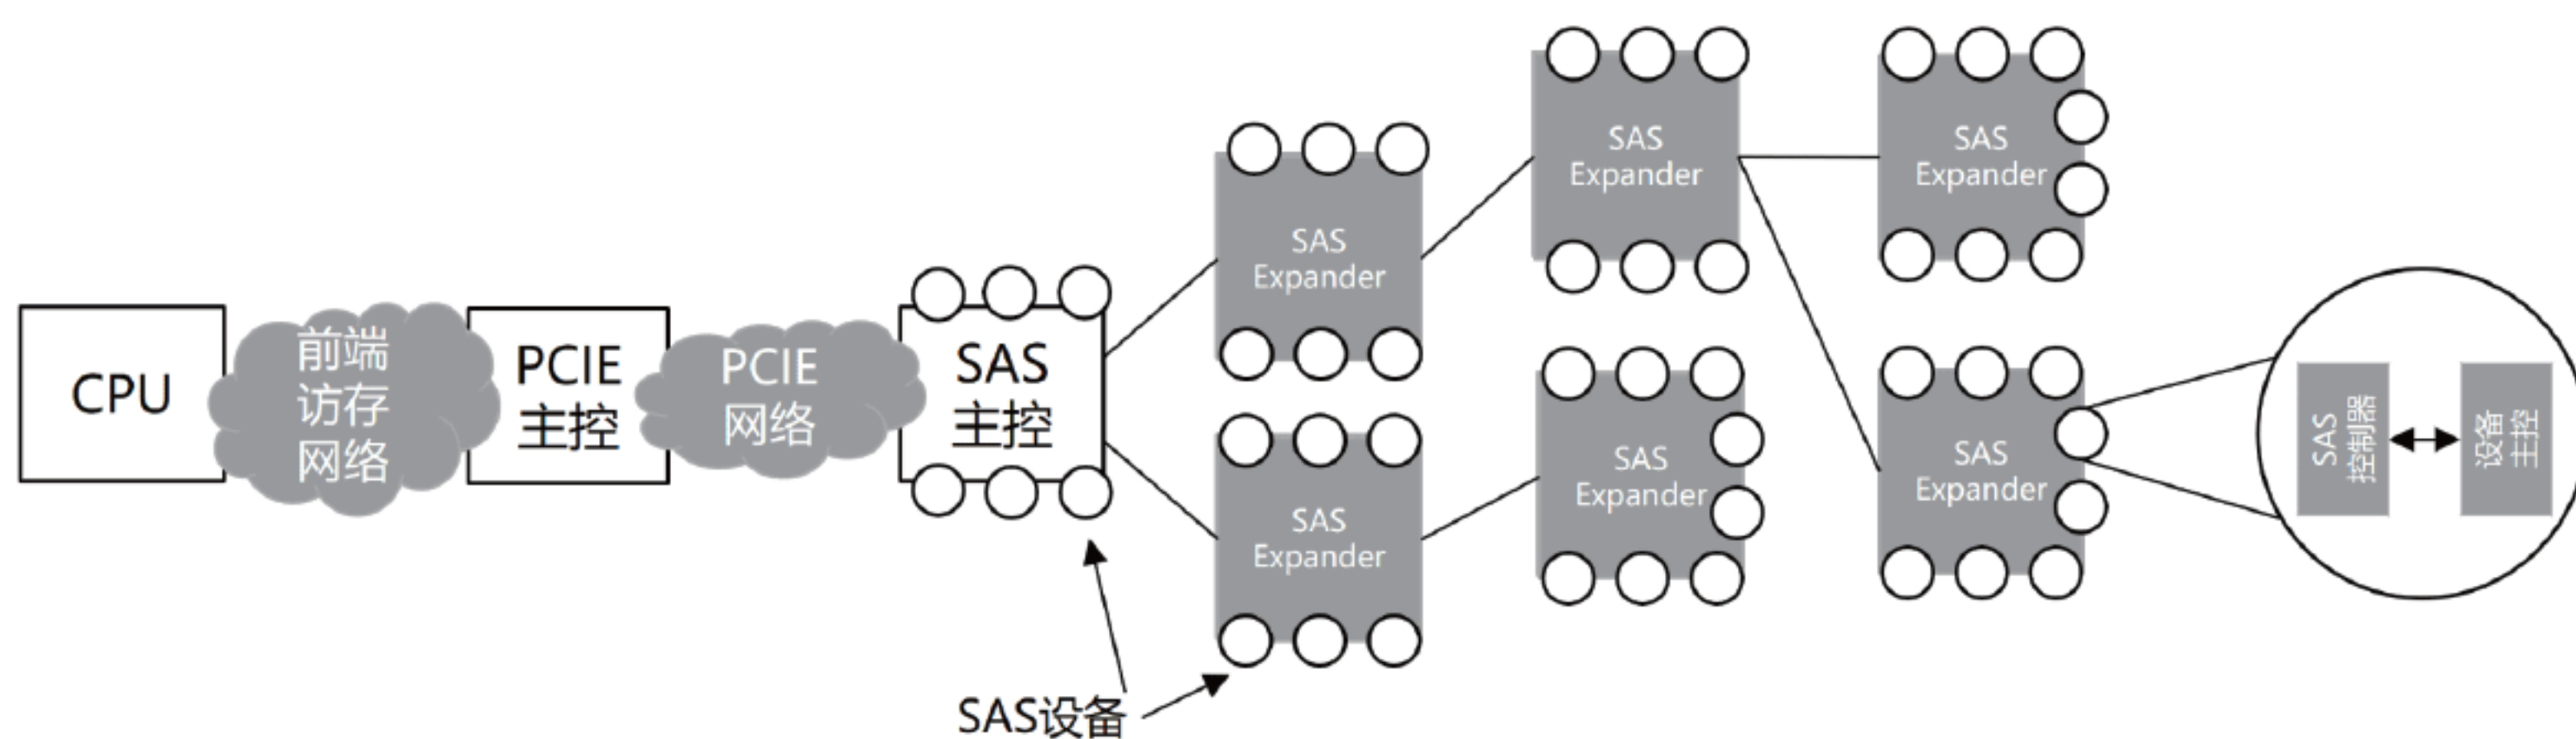 CPU
前端
访存
网络
PCIE
主控
PCIE
网络
SAS
主控
SAS
Expander
SAS
Expander
SAS
Expander
SAS
Expander
SAS
Expander
SAS
Expander
SAS
控制器
设备
主控
SAS设备